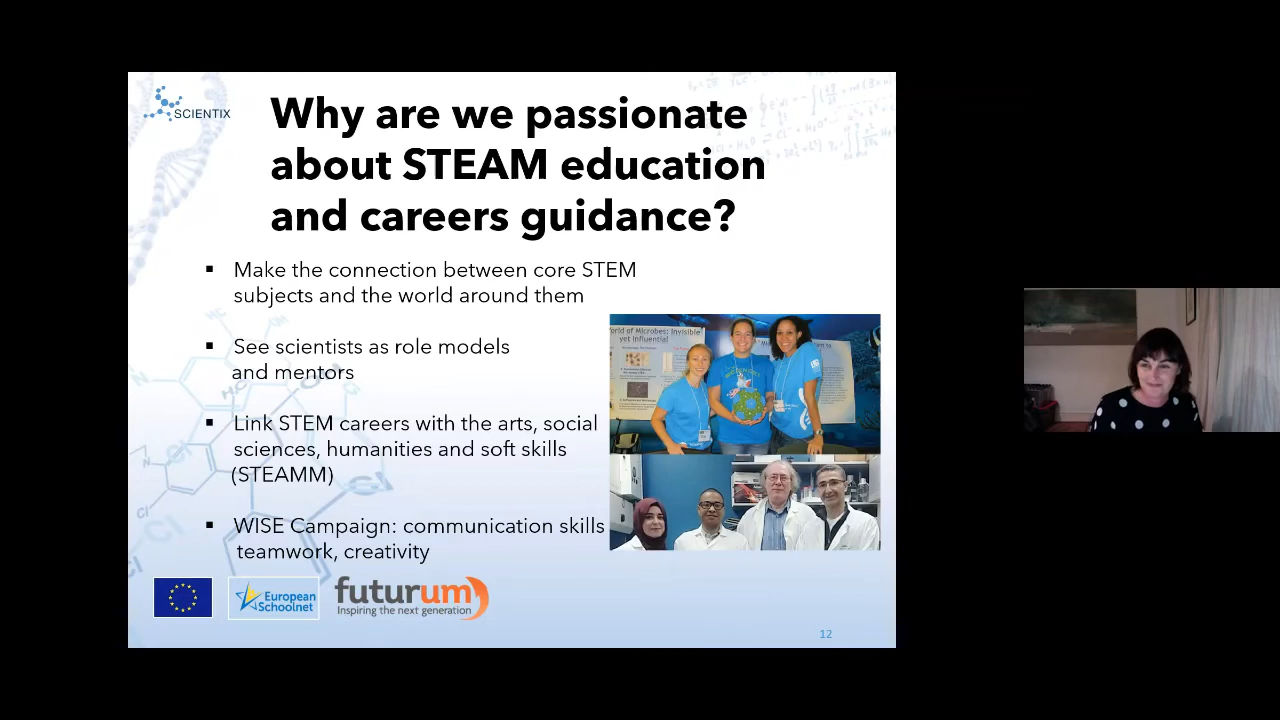 SCIENTIX
Why are we passionate
about STEAM education
and careers guidance?
▪ Make the connection between core STEM
subjects and the world around them
▪ See scientists as role models
and mentors
▪ Link STEM careers with the arts, social
sciences, humanities and soft skills
(STEAMM)
▪ WISE Campaign: communication skills
teamwork, creativity
World of Microbes: Invisible
yet Influential
European
Schoolnet
futurum
Inspiring the next generation
12